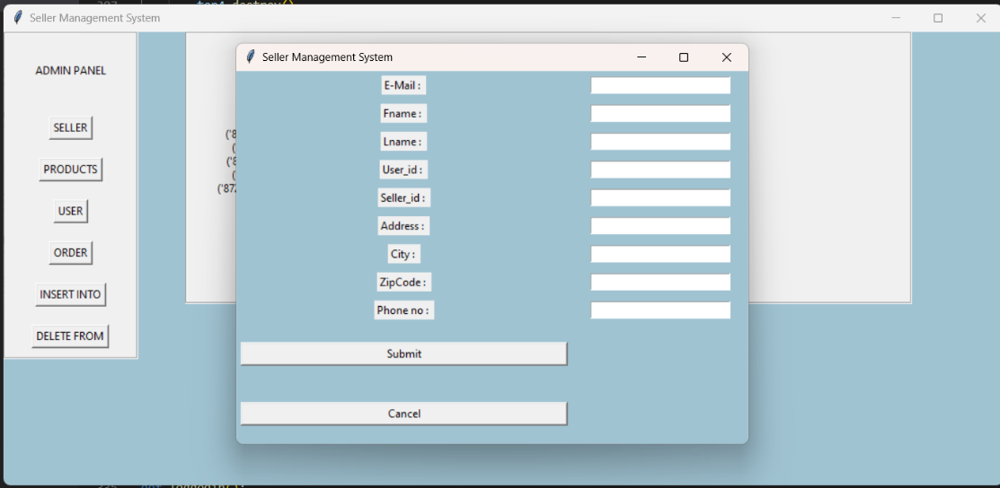 Seller Management System
ADMIN PANEL
SELLER
PRODUCTS
USER
ORDER
INSERT INTO
DELETE FROM
('8
(
('8
(
('87
Seller Management System
E-Mail :
Fname :
Lname :
User_id :
Seller_id :
Address :
City :
ZipCode :
Phone no :
Submit
Cancel